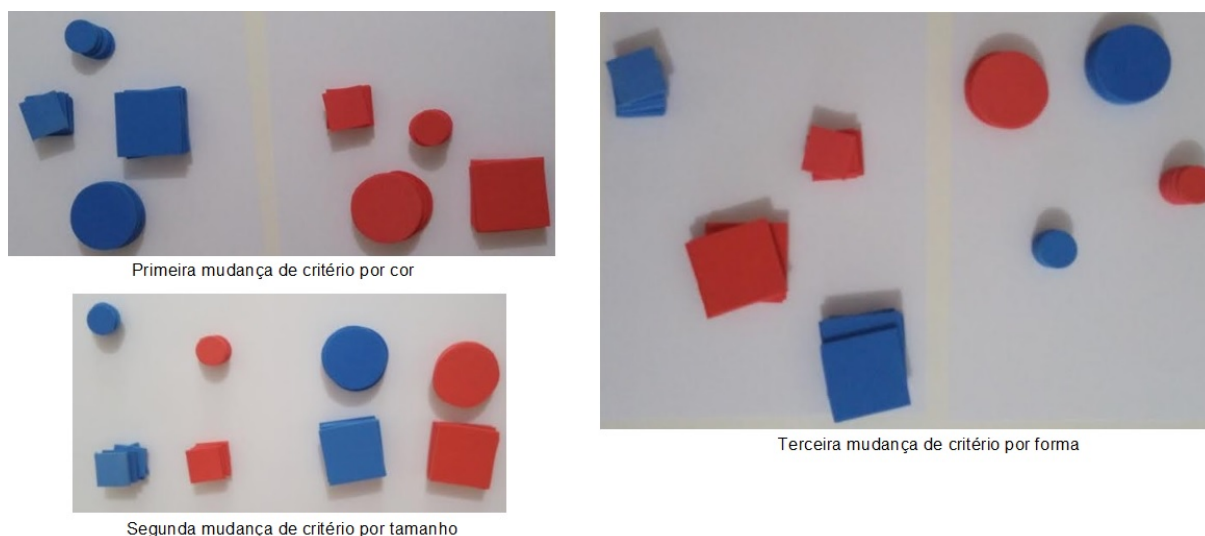 Primeira mudança de critério por cor
Segunda mudança de critério por tamanho
Terceira mudança de critério por forma